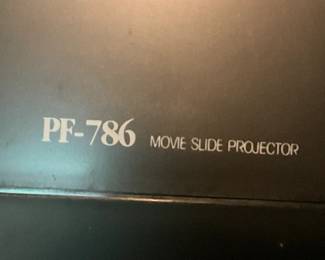 PF-786 MOVIE SLIDE PROJECTOR